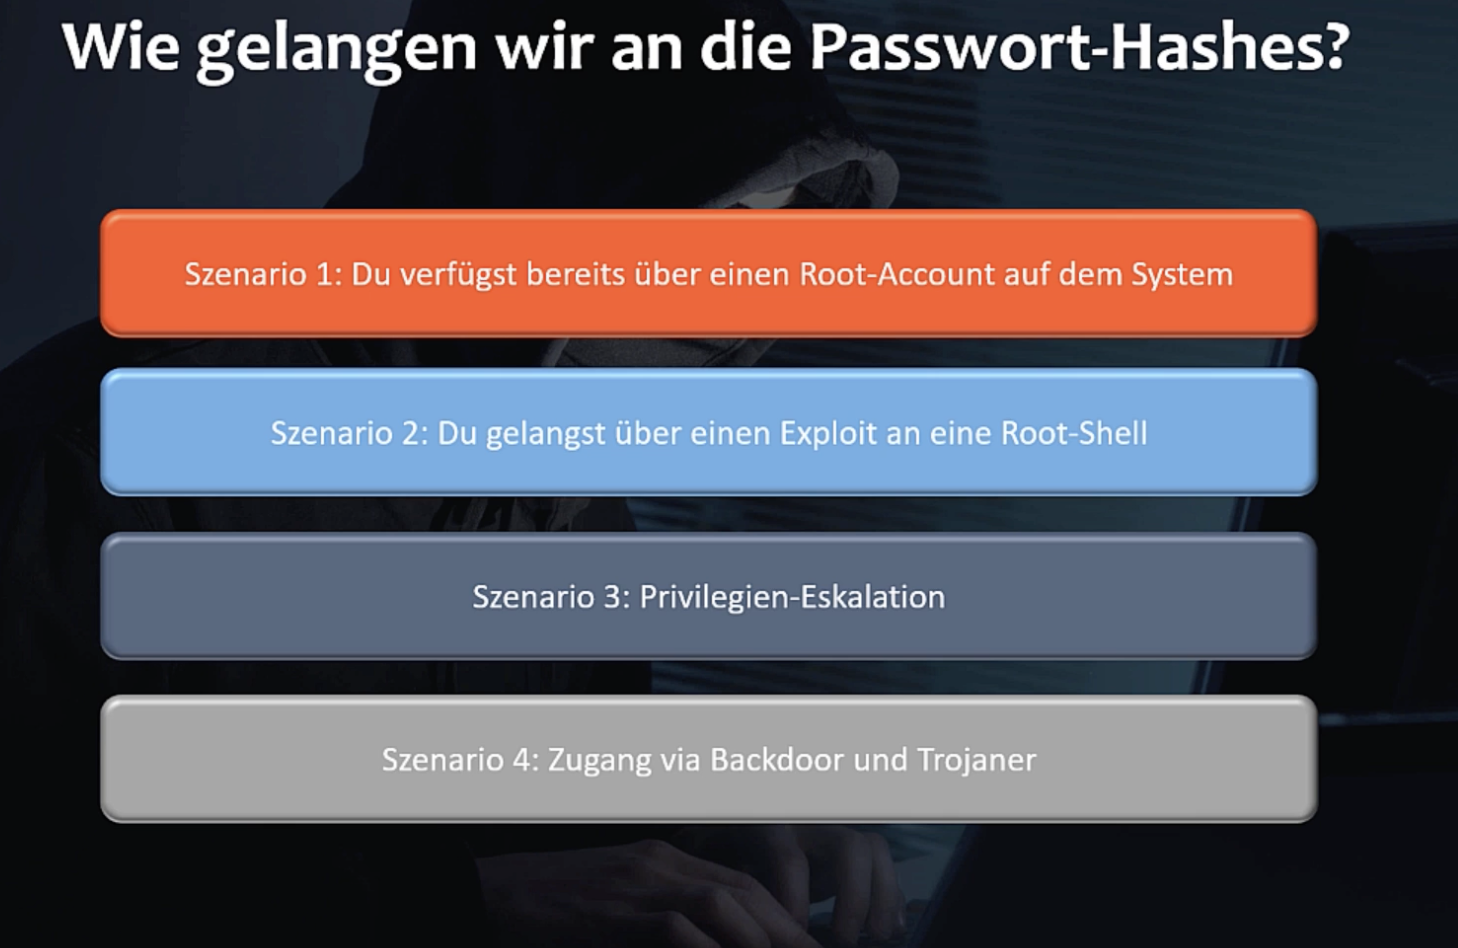 Wie gelangen wir an die Passwort-Hashes?
Szenario 1: Du verfügst bereits über einen Root-Account auf dem System
Szenario 2: Du gelangst über einen Exploit an eine Root-Shell
Szenario 3: Privilegien-Eskalation
Szenario 4: Zugang via Backdoor und Trojaner